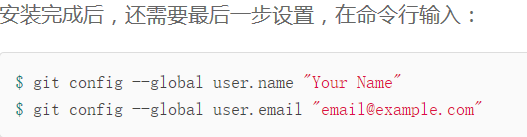 安装完成后，还需要最后一步设置，在命令行输入：
$ git config --global user.name "Your Name"
$ git config --global user.email "email@example.com"